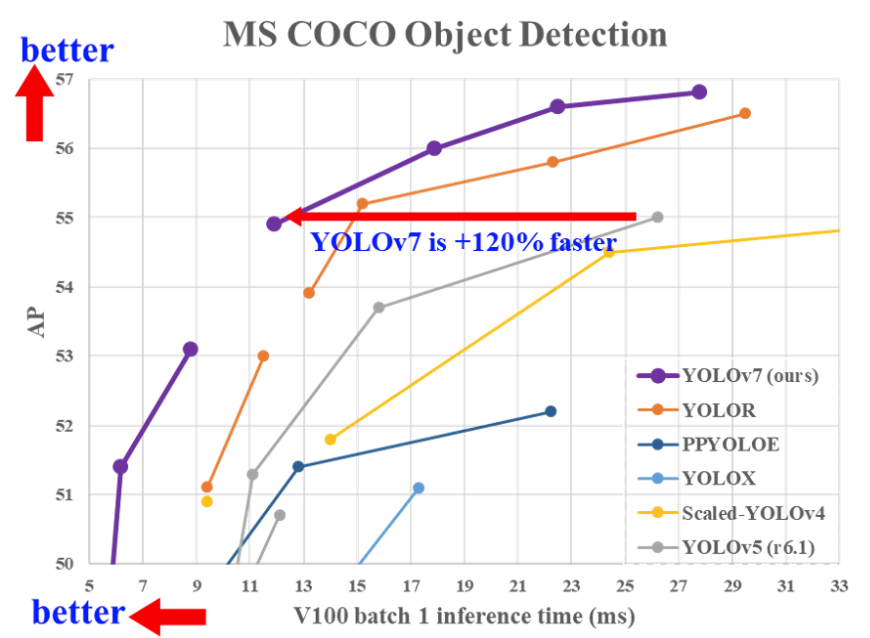 MS COCO Object Detection
better
57
56
55
54
53
52
51
50
AP
YOLOv7 is +120% faster
YOLOv7 (ours)
YOLOR
PPYOLOE
YOLOX
Scaled-YOLOv4
YOLOv5 (r6.1)
5 7 9 11 13 15 17 19 21 23 25 27 29 31 33
better
V100 batch 1 inference time (ms)